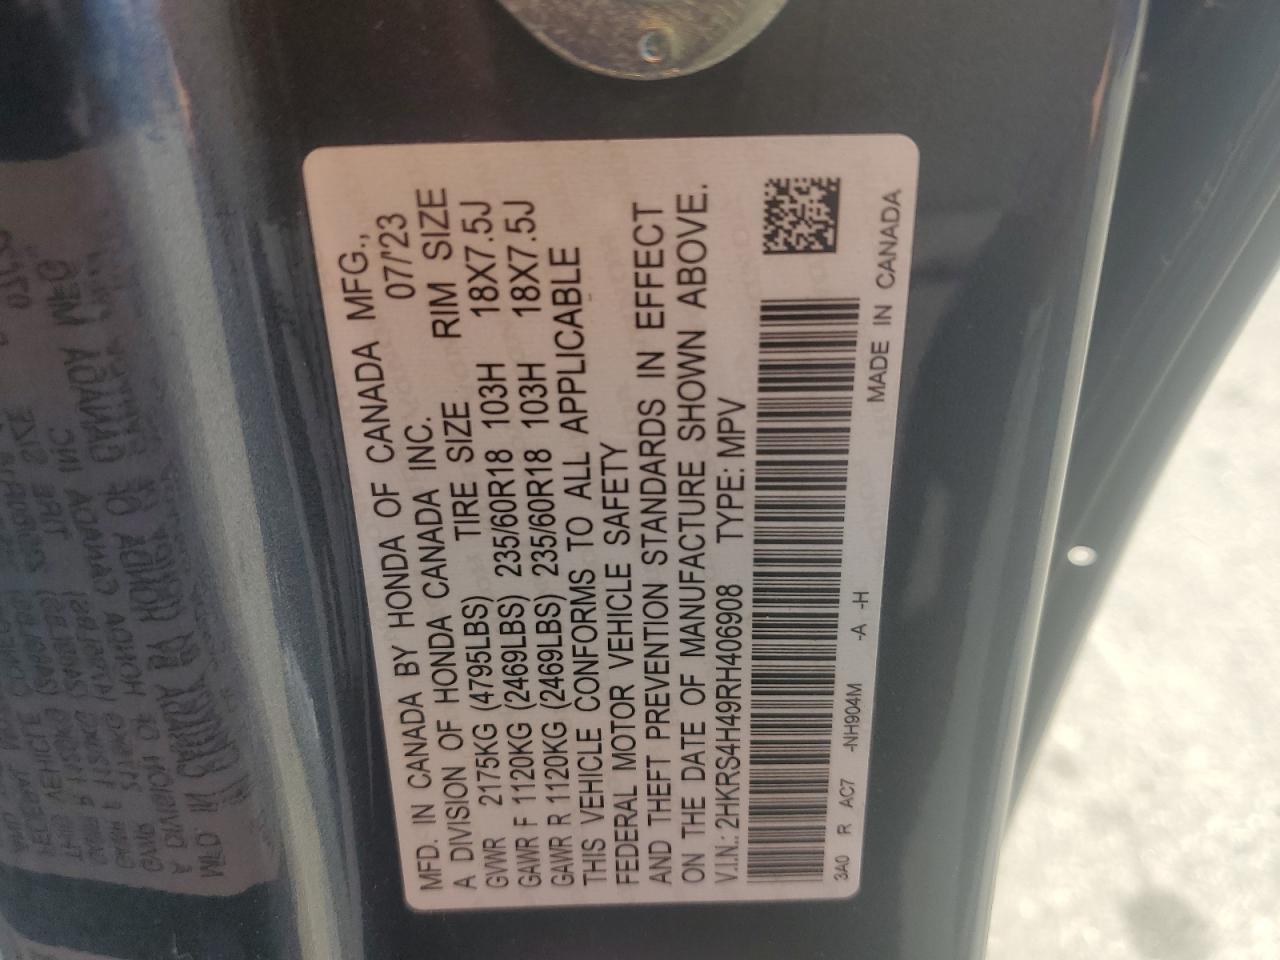 MFD. IN CANADA BY HONDA OF CANADA MFG.,
A DIVISION OF HONDA CANADA INC. 07/'23
GVWR 2175KG (4795LBS) TIRE SIZE RIM SIZE
GAWR F 1120KG (2469LBS) 235/60R18 103H 18X7.5J
GAWR R 1120KG (2469LBS) 235/60R18 103H 18X7.5J
THIS VEHICLE CONFORMS TO ALL APPLICABLE
FEDERAL MOTOR VEHICLE SAFETY
AND THEFT PREVENTION STANDARDS IN EFFECT
ON THE DATE OF MANUFACTURE SHOWN ABOVE.
V.I.N.: 2HKRS4H49RH406908 TYPE: MPV
3A0 R AC7 -NH904M -A -H MADE IN CANADA